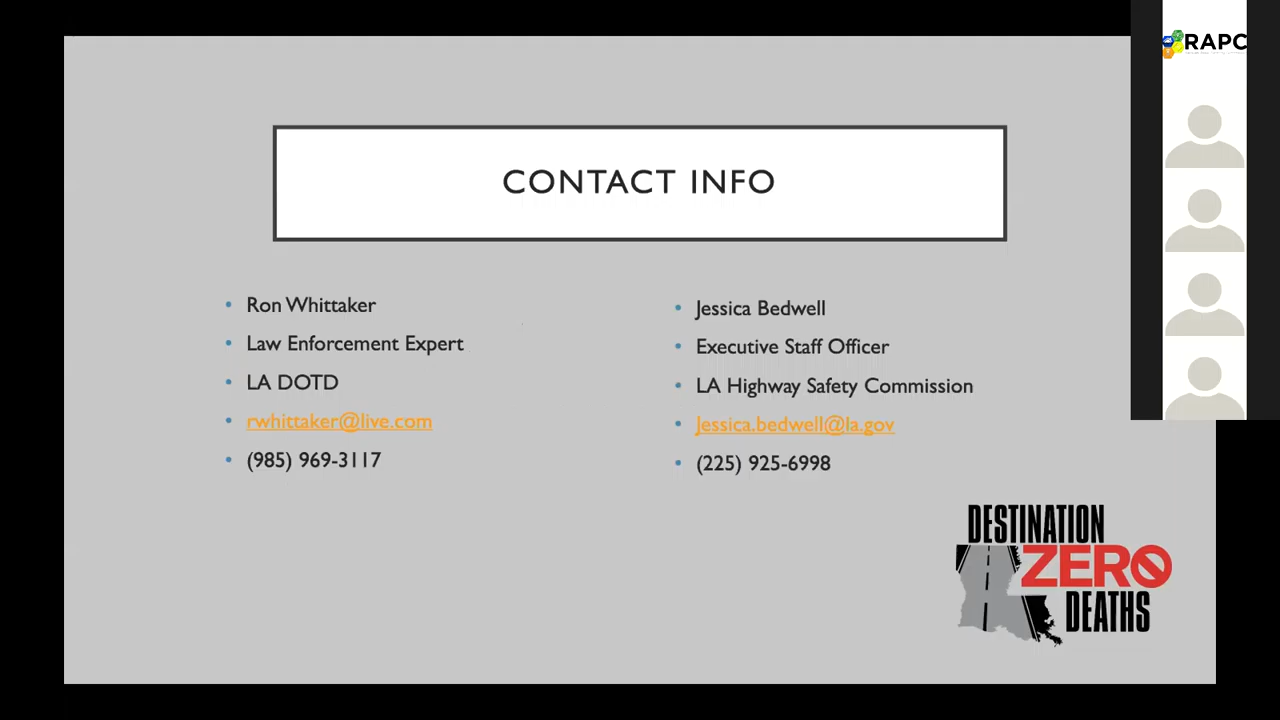 RAPC
CONTACT INFO
Ron Whittaker
Law Enforcement Expert
LA DOTD
rwhittaker@live.com
(985) 969-3117
Jessica Bedwell
Executive Staff Officer
LA Highway Safety Commission
Jessica.bedwell@la.gov
(225) 925-6998
DESTINATION
ZERO
DEATHS